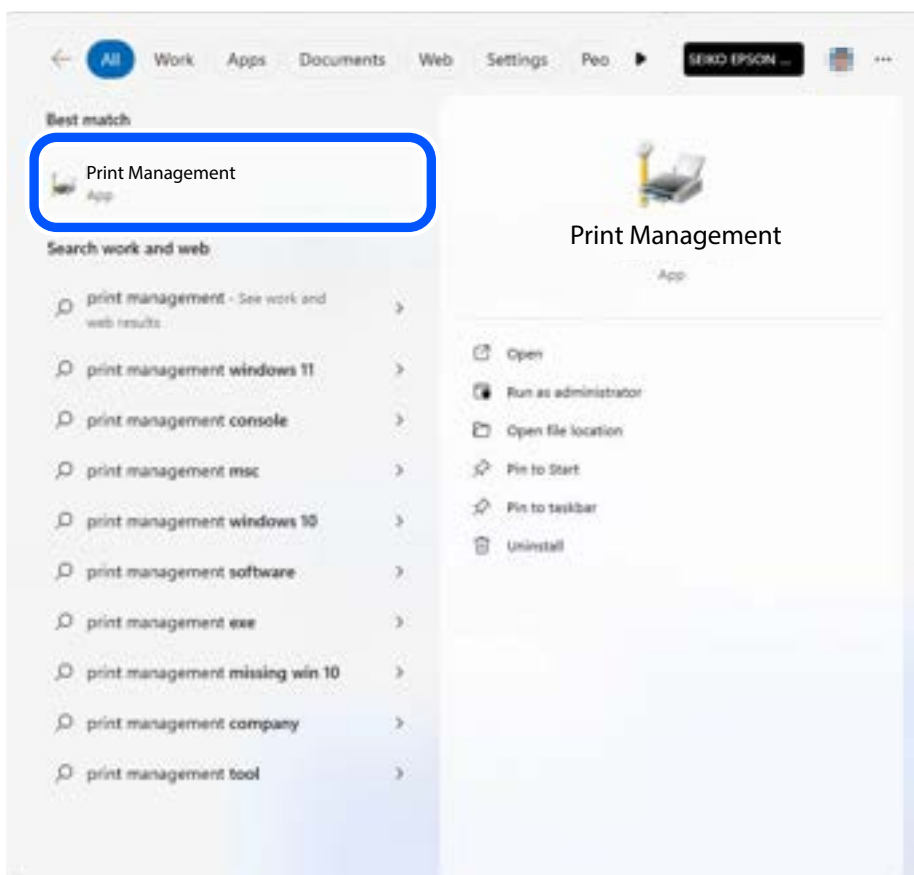 All Work Apps Documents Web Settings Peo SEIKO EPSON ... ...
Best match
Print Management
App
Search work and web
print management - See work and
web results
print management windows 11
print management console
print management msc
print management windows 10
print management software
print management exe
print management missing win 10
print management company
print management tool
Print Management
App
Open
Run as administrator
Open file location
Pin to Start
Pin to taskbar
Uninstall